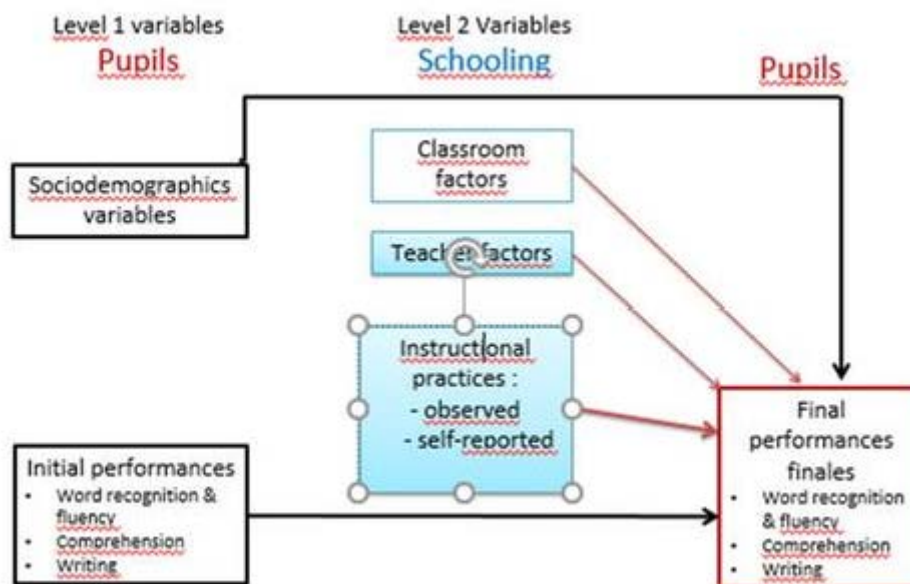 Level 1 variables
Pupils
Level 2 Variables
Schooling
Pupils
Sociodemographics
variables
Classroom
factors
Teacher factors
Instructional
practices :
- observed
- self-reported
Initial performances
• Word recognition &
fluency
• Comprehension
• Writing
Final
performances
finales
• Word recognition
& fluency
• Comprehension
• Writing